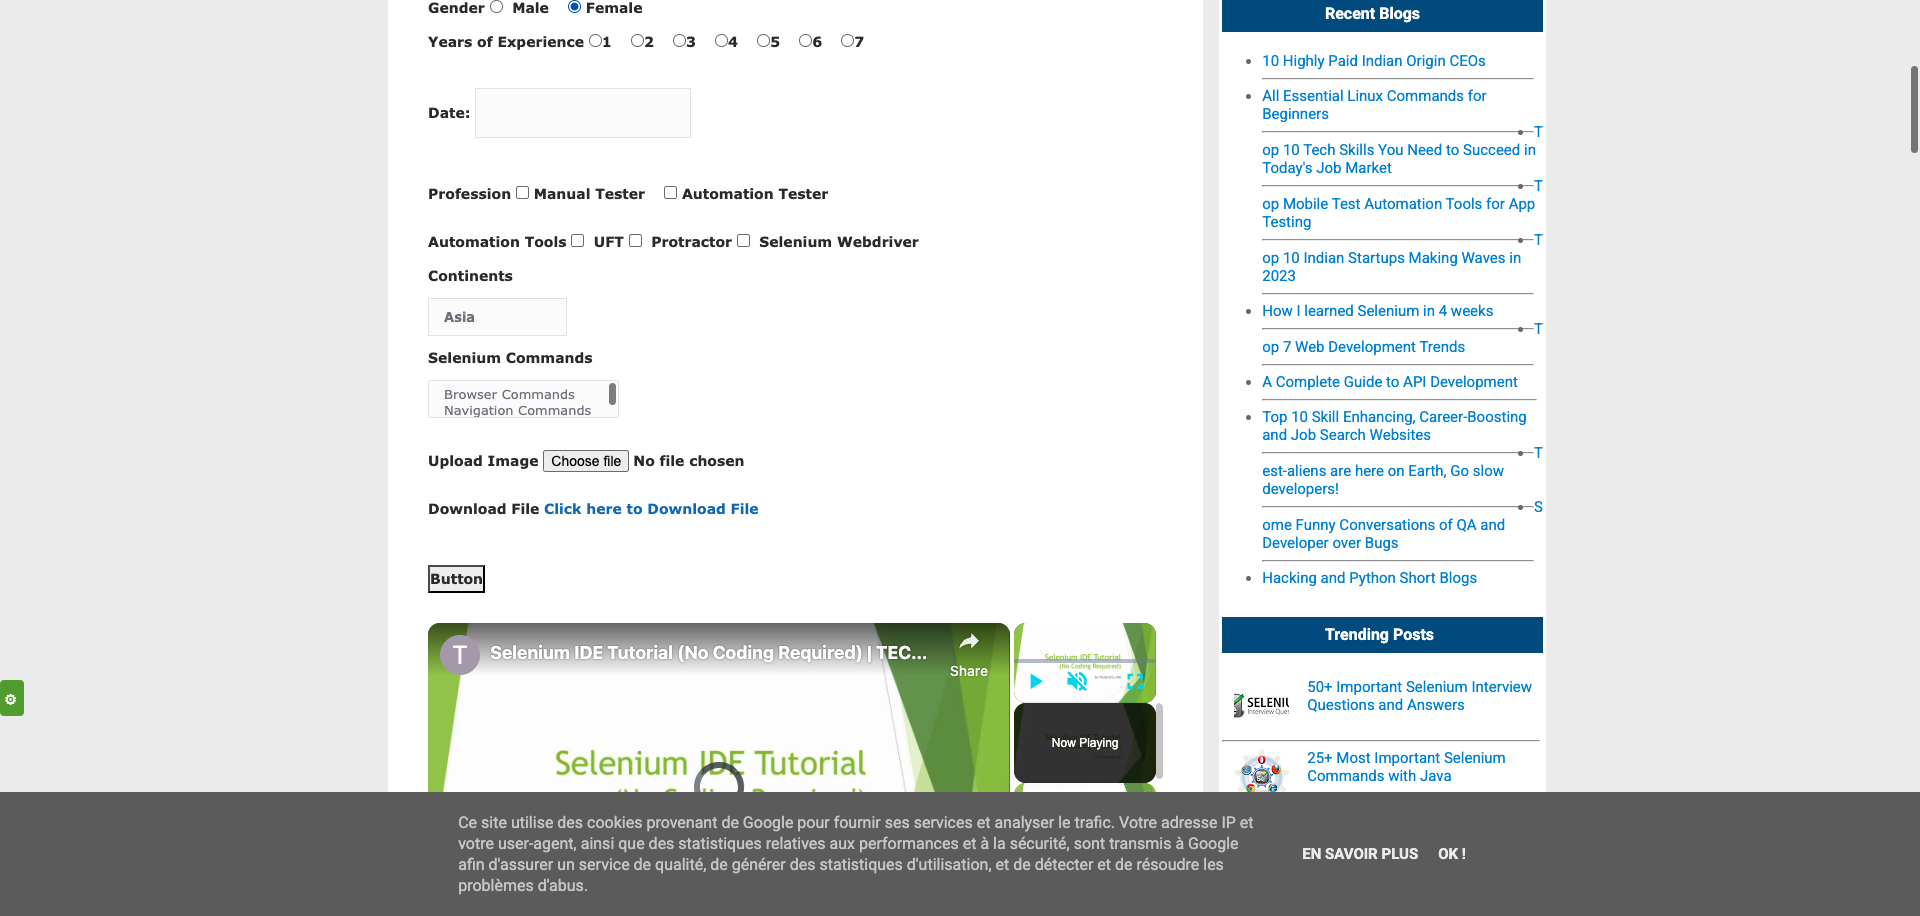 Gender Male Female
Years of Experience 1 2 3 4 5 6 7
Date:
Profession Manual Tester Automation Tester
Automation Tools UFT Protractor Selenium Webdriver
Continents
Asia
Selenium Commands
Browser Commands
Navigation Commands
Upload Image Choose file No file chosen
Download File Click here to Download File
Button
T Selenium IDE Tutorial (No Coding Required) | TEC...
Share
Selenium IDE Tutorial
Selenium IDE Tutorial
(No Coding Required)
Now Playing
Recent Blogs
10 Highly Paid Indian Origin CEOs
All Essential Linux Commands for
Beginners
T
op 10 Tech Skills You Need to Succeed in
Today's Job Market
T
op Mobile Test Automation Tools for App
Testing
T
op 10 Indian Startups Making Waves in
2023
How I learned Selenium in 4 weeks
T
op 7 Web Development Trends
A Complete Guide to API Development
Top 10 Skill Enhancing, Career-Boosting
and Job Search Websites
T
est-aliens are here on Earth, Go slow
developers!
S
ome Funny Conversations of QA and
Developer over Bugs
Hacking and Python Short Blogs
Trending Posts
50+ Important Selenium Interview
Questions and Answers
25+ Most Important Selenium
Commands with Java
Ce site utilise des cookies provenant de Google pour fournir ses services et analyser le trafic. Votre adresse IP et
votre user-agent, ainsi que des statistiques relatives aux performances et à la sécurité, sont transmis à Google
afin d'assurer un service de qualité, de générer des statistiques d'utilisation, et de détecter et de résoudre les
problèmes d'abus.
EN SAVOIR PLUS OK !